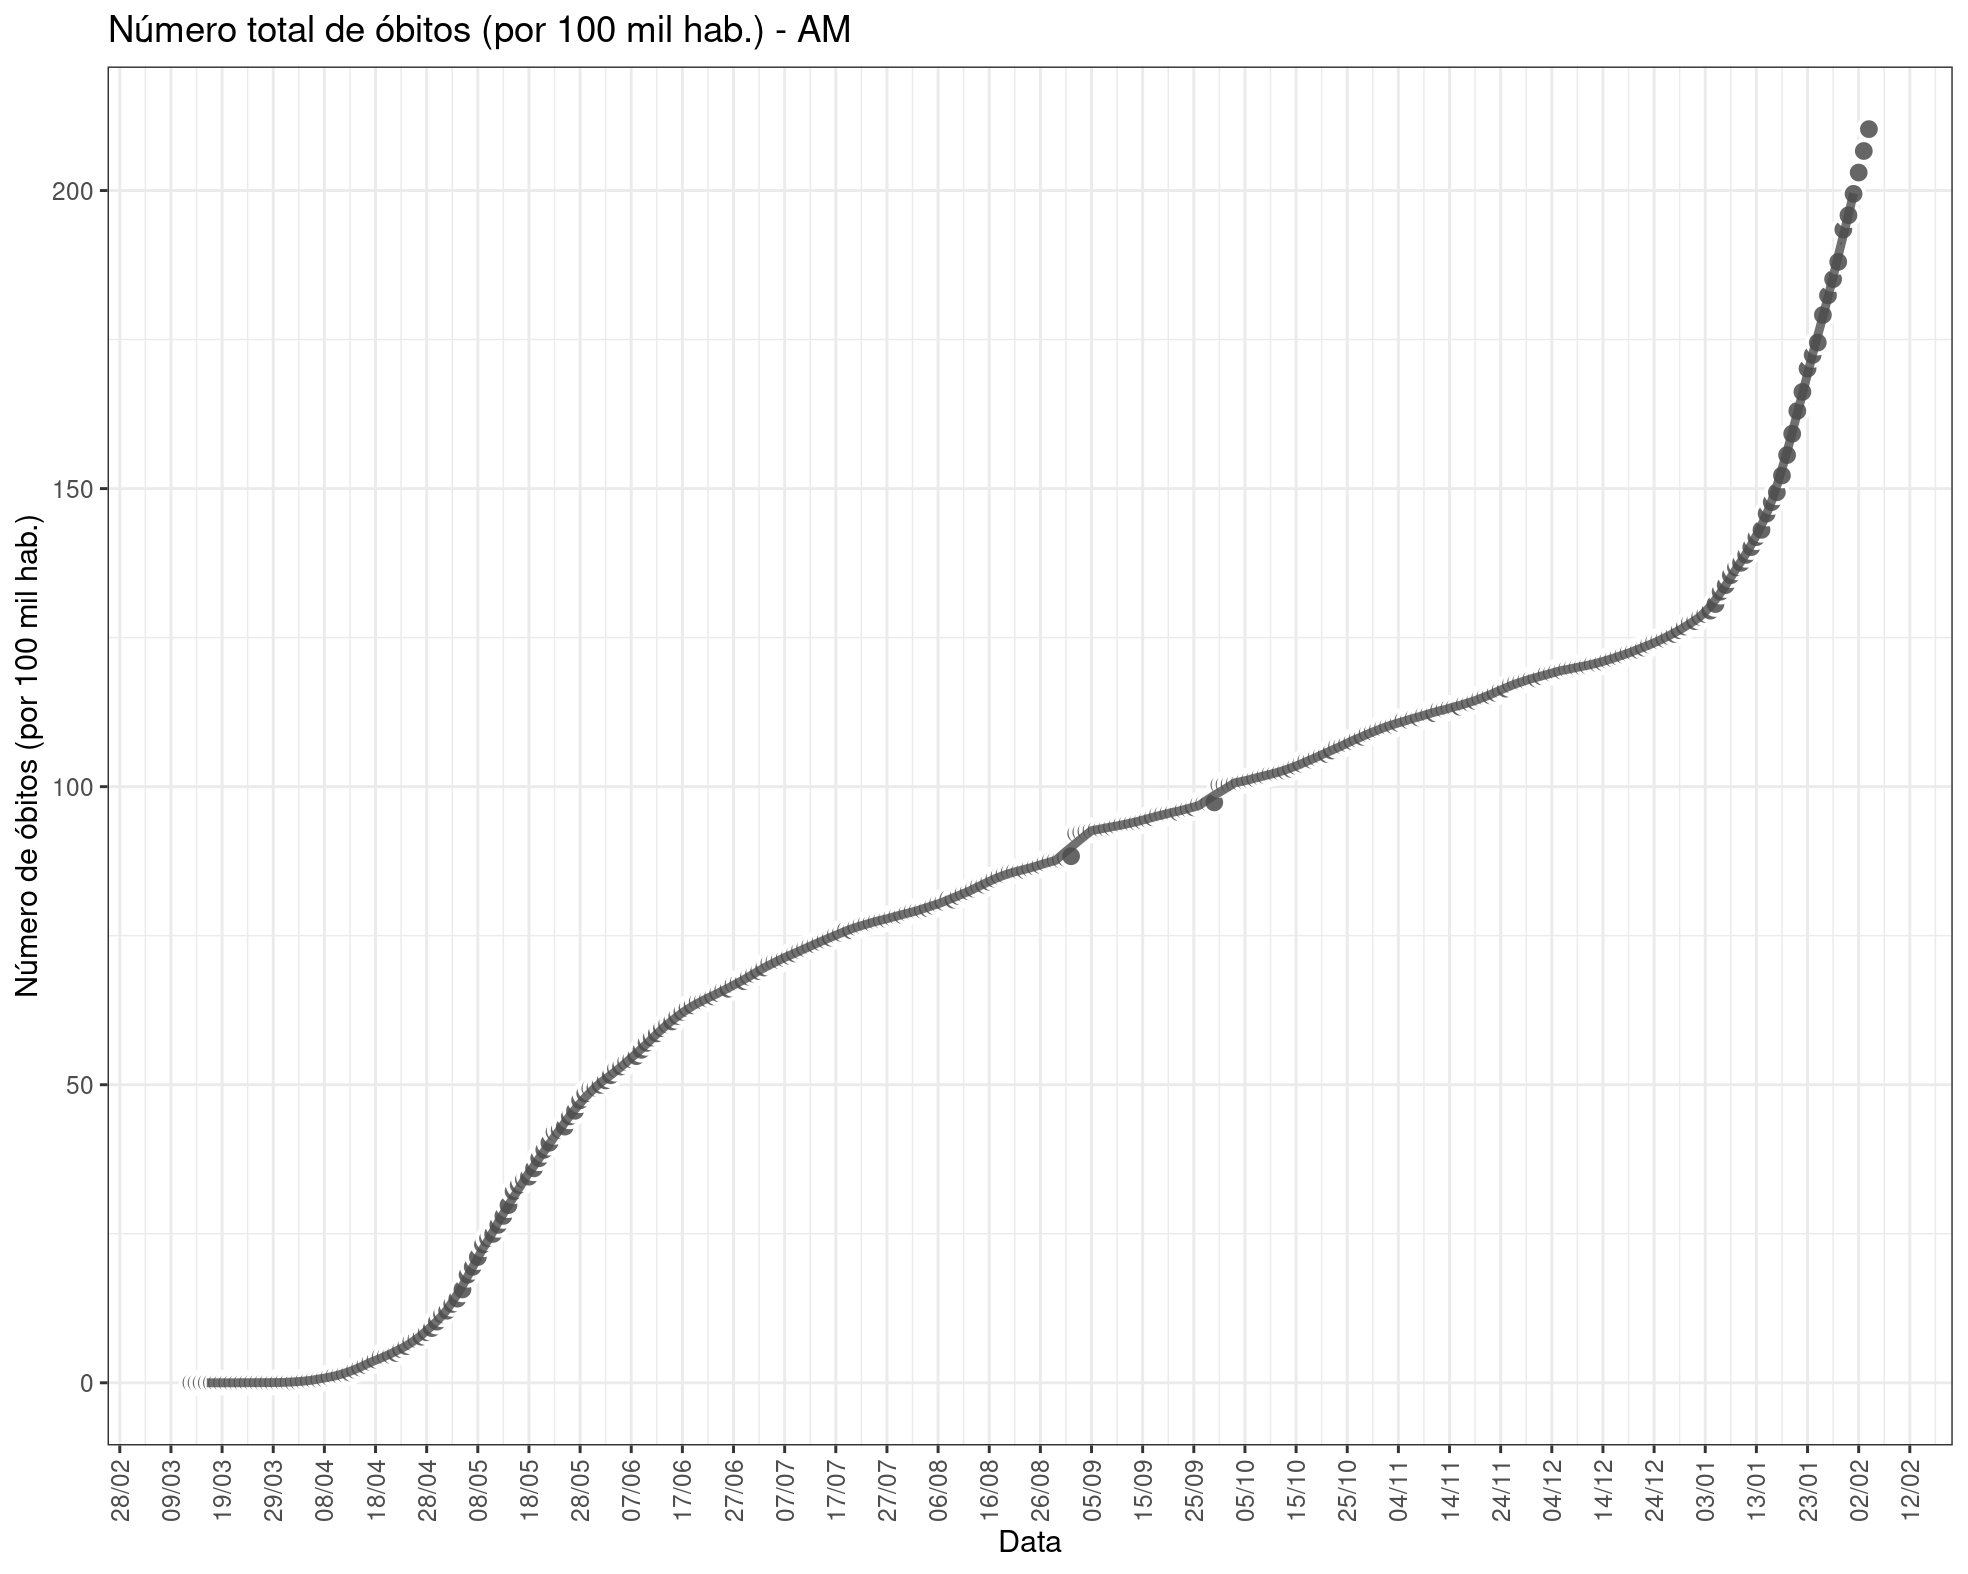 Número total de óbitos (por 100 mil hab.) - AM
Número de óbitos (por 100 mil hab.)
200
150
100
50
0
28/02 09/03 19/03 29/03 08/04 18/04 28/04 08/05 18/05 28/05 07/06 17/06 27/06 07/07 17/07 27/07 06/08 16/08 26/08 05/09 15/09 25/09 05/10 15/10 25/10 04/11 14/11 24/11 04/12 14/12 24/12 03/01 13/01 23/01 02/02 12/02
Data